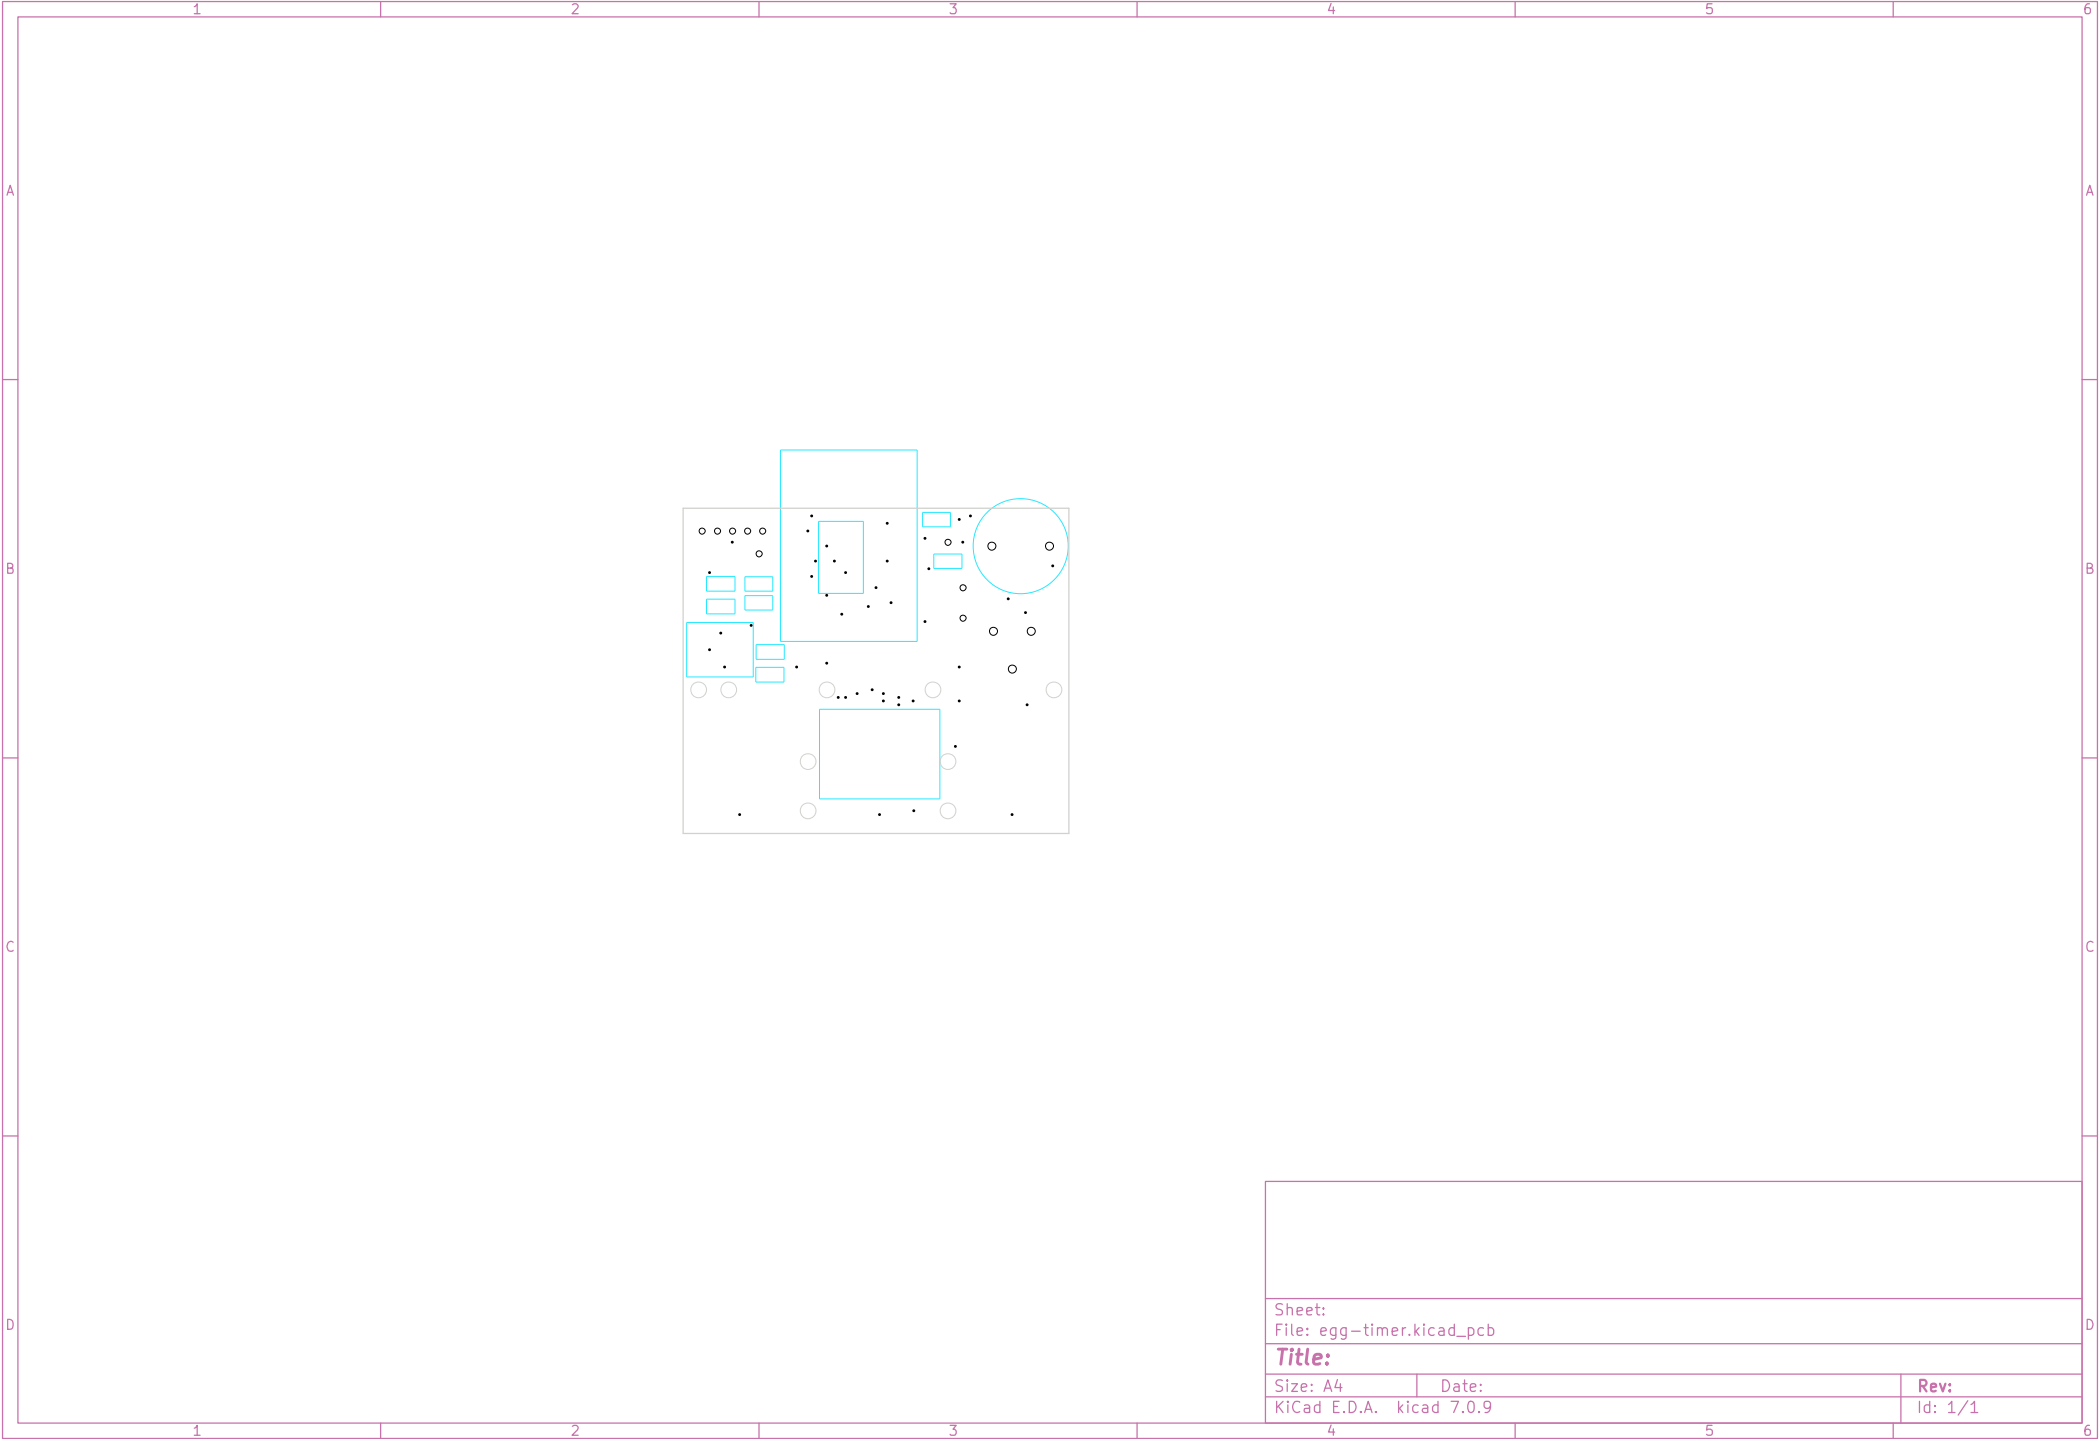 1 2 3 4 5 6
A A
B B
C C
D D
Sheet:
File: egg-timer.kicad_pcb
Title:
Size: A4 Date: Rev:
KiCad E.D.A. kicad 7.0.9 Id: 1/1
1 2 3 4 5 6